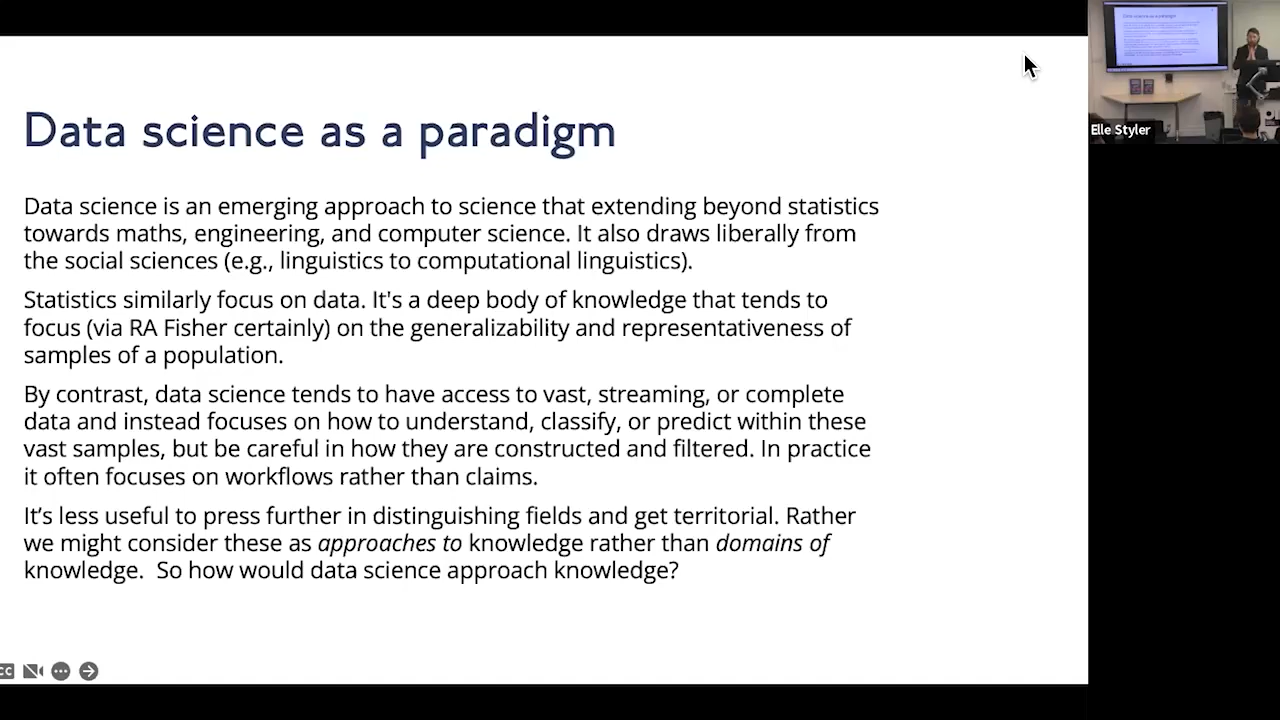 Data science as a paradigm
Data science is an emerging approach to science that extending beyond statistics
towards maths, engineering, and computer science. It also draws liberally from
the social sciences (e.g., linguistics to computational linguistics).
Statistics similarly focus on data. It's a deep body of knowledge that tends to
focus (via RA Fisher certainly) on the generalizability and representativeness of
samples of a population.
By contrast, data science tends to have access to vast, streaming, or complete
data and instead focuses on how to understand, classify, or predict within these
vast samples, but be careful in how they are constructed and filtered. In practice
it often focuses on workflows rather than claims.
It’s less useful to press further in distinguishing fields and get territorial. Rather
we might consider these as approaches to knowledge rather than domains of
knowledge.  So how would data science approach knowledge?
CC
Data science as a paradigm
Elle Styler